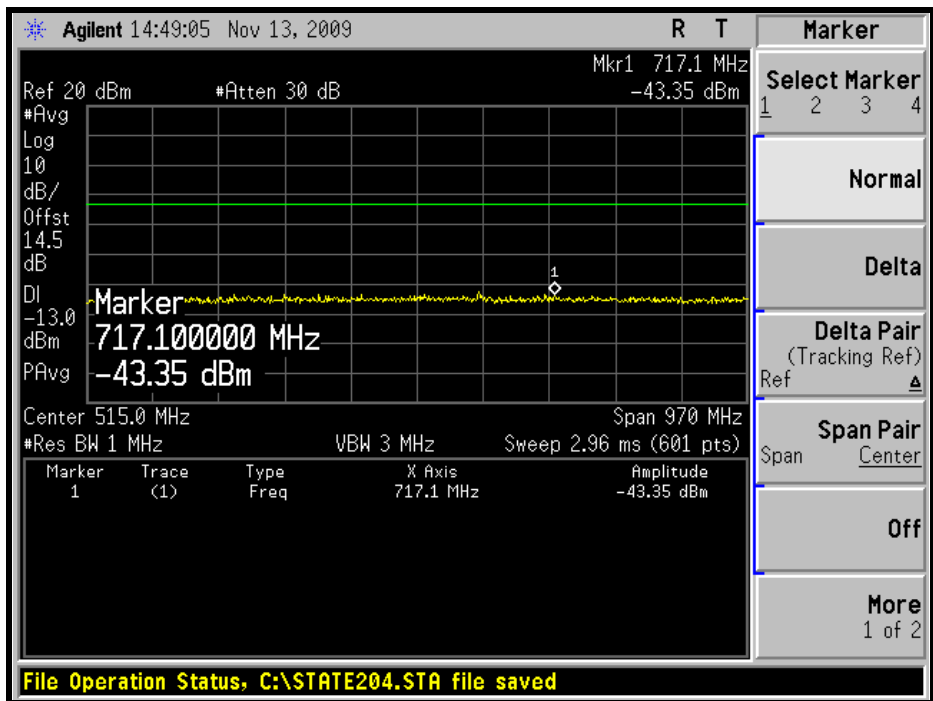 Agilent 14:49:05 Nov 13, 2009 R T
Mkr1 717.1 MHz
Ref 20 dBm #Atten 30 dB -43.35 dBm
#Avg
Log
10
dB/
Offst
14.5
dB
DI
-13.0
dBm
PAvg
1
Marker
717.100000 MHz
-43.35 dBm
Center 515.0 MHz Span 970 MHz
#Res BW 1 MHz VBW 3 MHz Sweep 2.96 ms (601 pts)
Marker Trace Type X Axis Amplitude
1 (1) Freq 717.1 MHz -43.35 dBm
Marker
Select Marker
1 2 3 4
Normal
Delta
Delta Pair
(Tracking Ref)
Ref Δ
Span Pair
Span Center
Off
More
1 of 2
File Operation Status, C:\STATE204.STA file saved